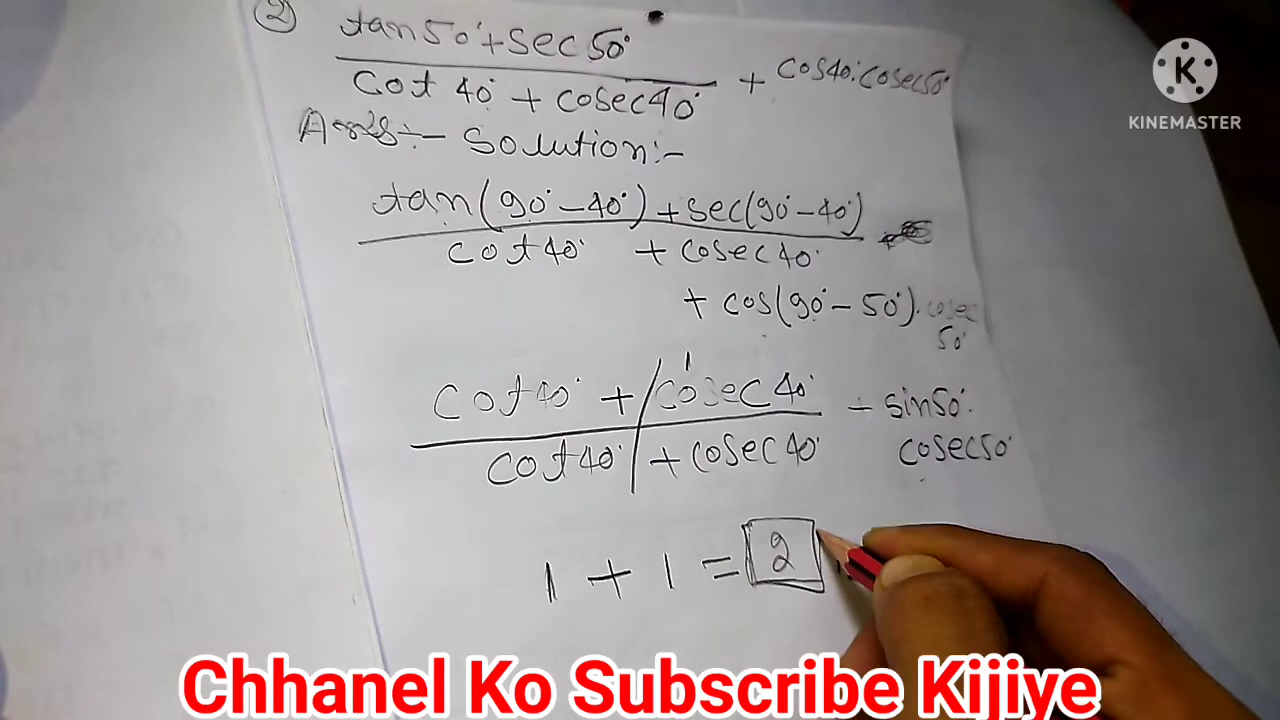 ② tan50°+sec50°
cot 40° + cosec40° + cos40°.cosec50°
Ans:- Solution:-
tan(90°-40°)+sec(90°-40°)
cot40° + cosec40°
+ cos(90°-50°).cosec
50°
cot40° + cosec40° + sin50°.
cot40° + cosec40° cosec50°
1
1 + 1 = 2
K
KINEMASTER
Chhanel Ko Subscribe Kijiye